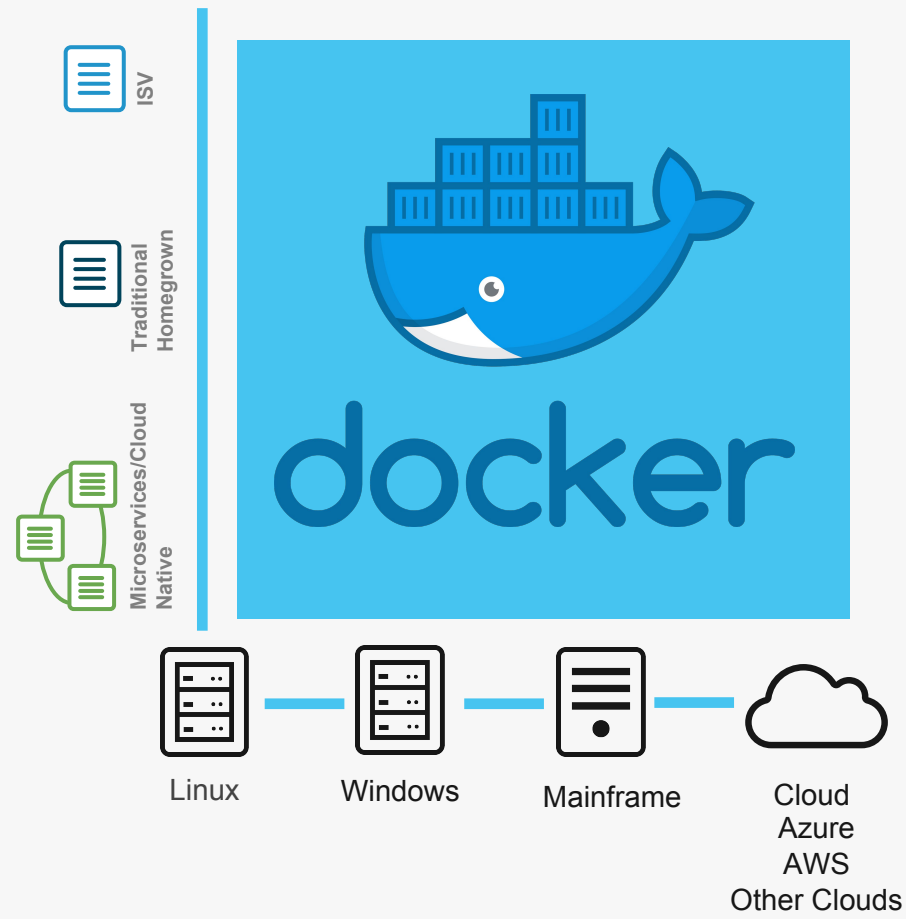 ISV
Traditional
Homegrown
Microservices/Cloud
Native
docker
Linux
Windows
Mainframe
Cloud
Azure
AWS
Other Clouds